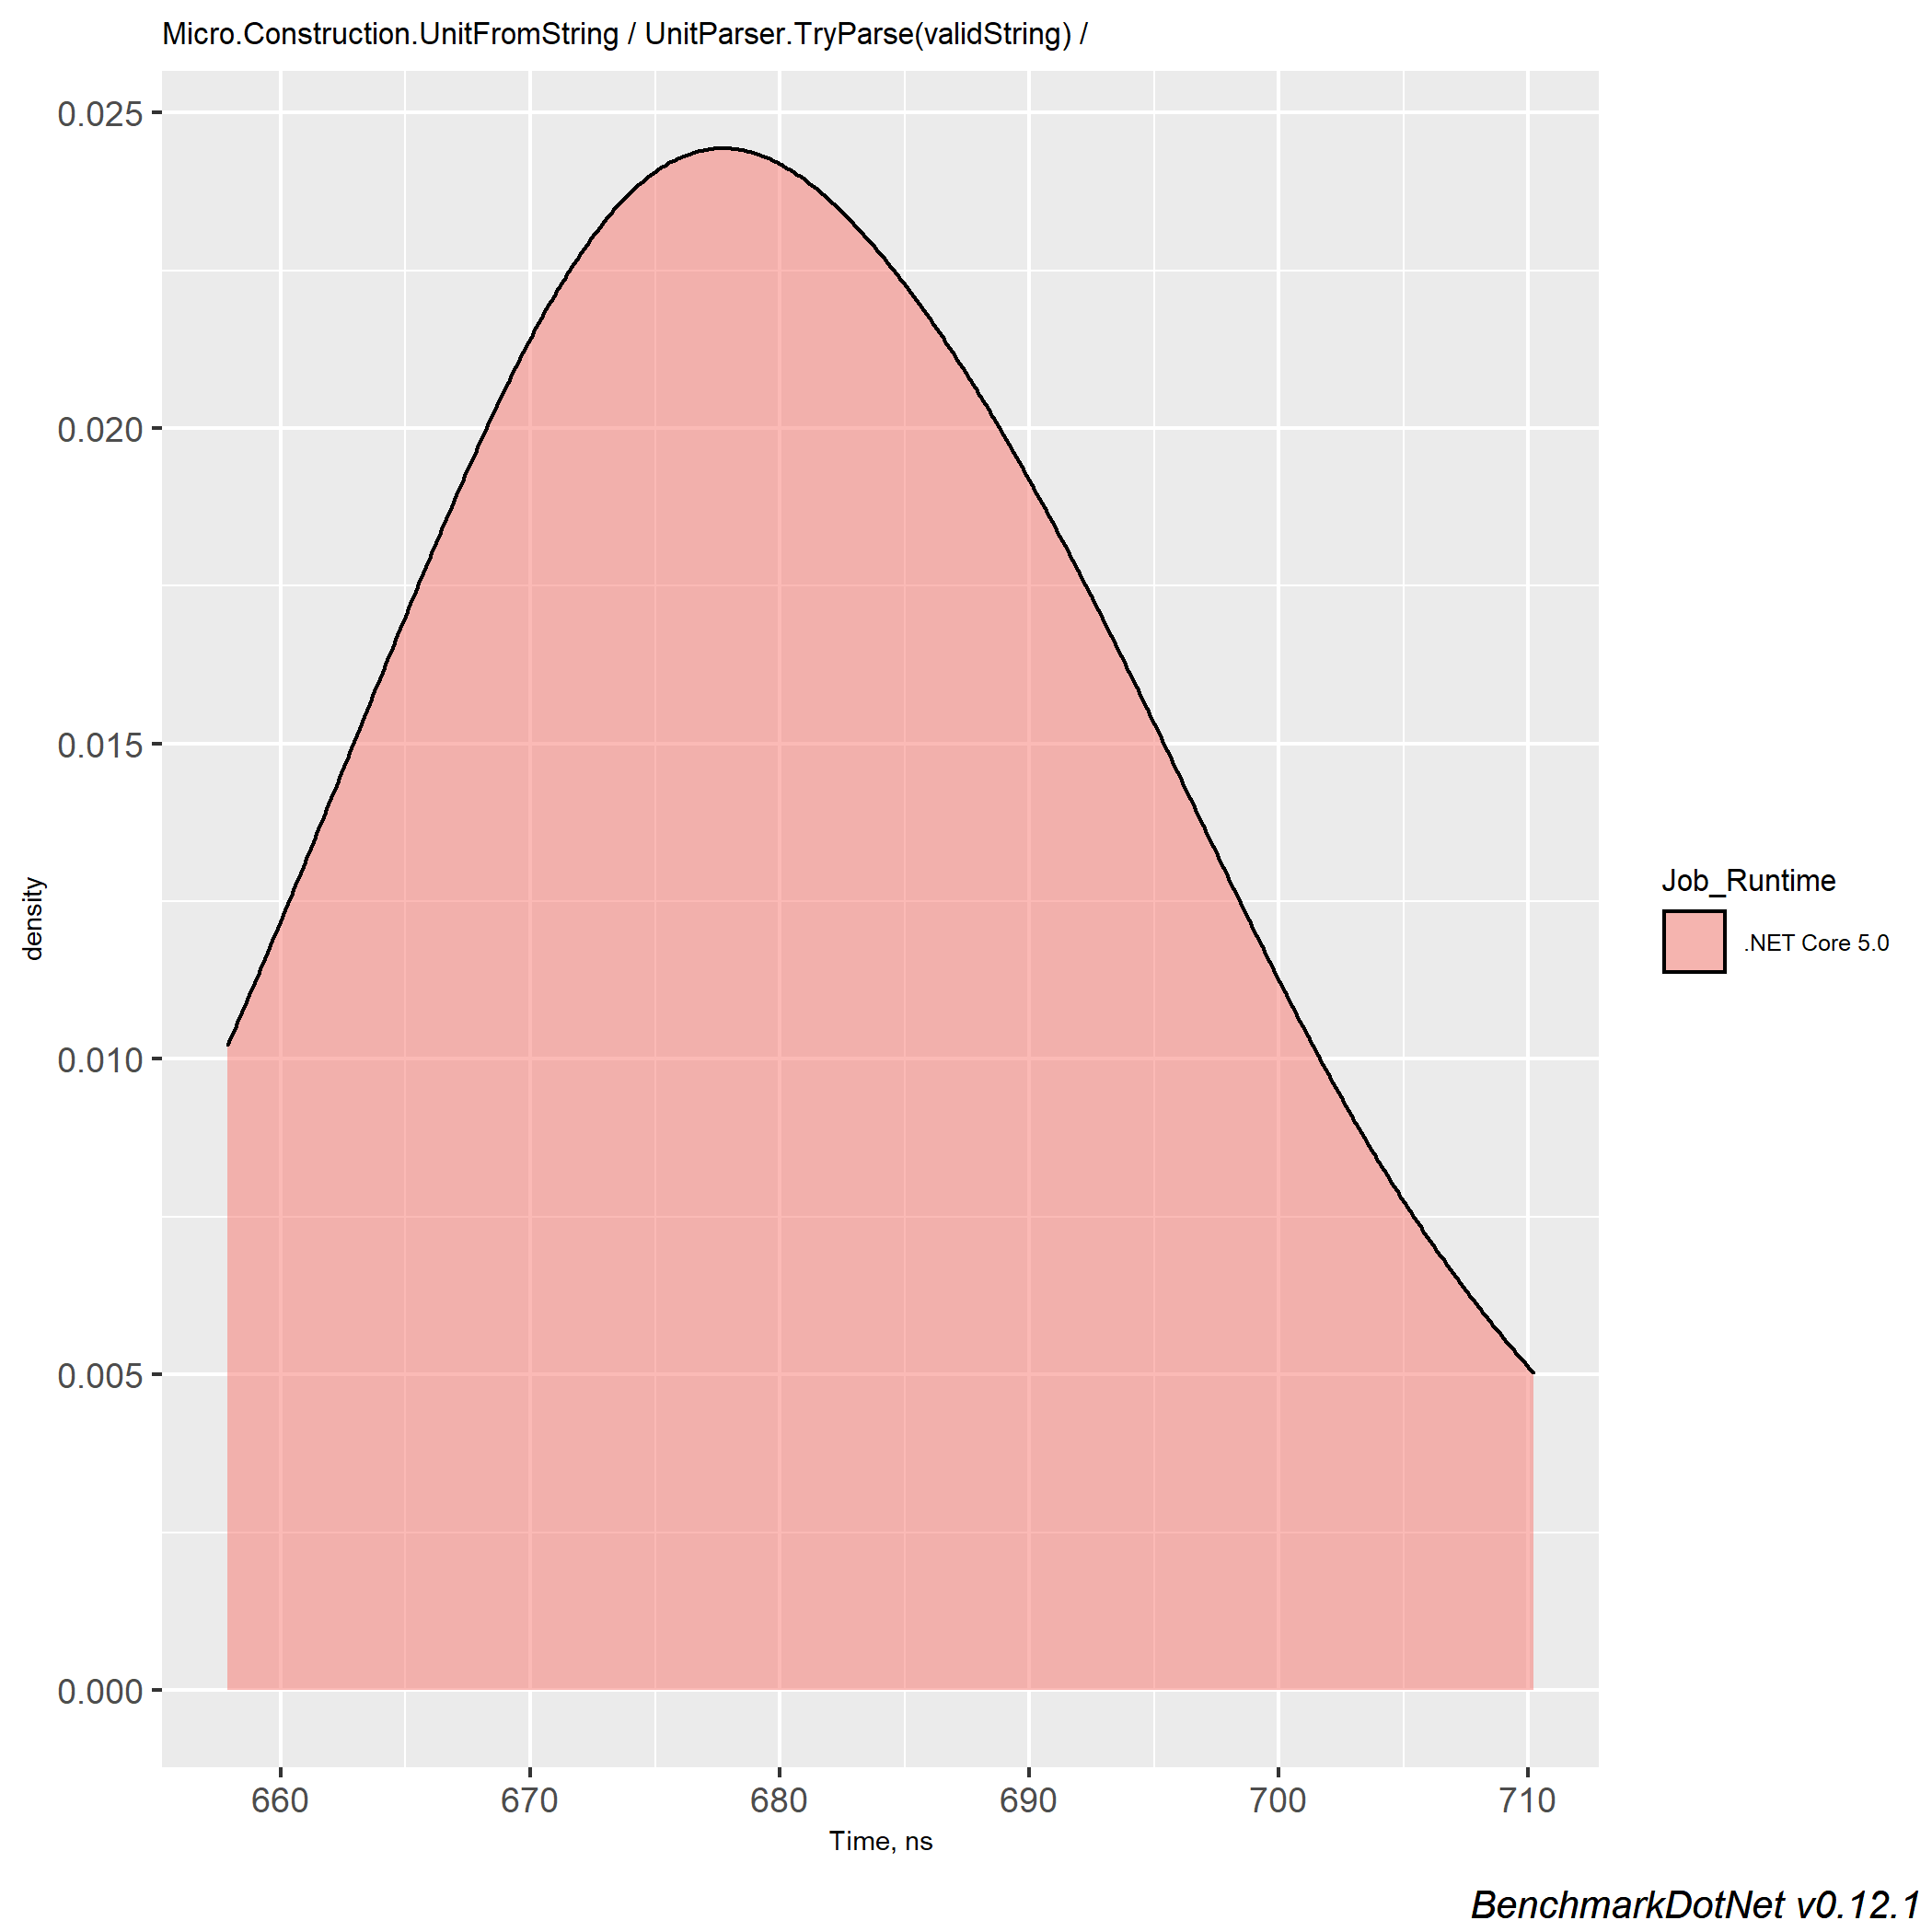 Micro.Construction.UnitFromString / UnitParser.TryParse(validString) /
0.025
0.020
0.015
0.010
0.005
0.000
density
660 670 680 690 700 710
Time, ns
Job_Runtime
.NET Core 5.0
BenchmarkDotNet v0.12.1